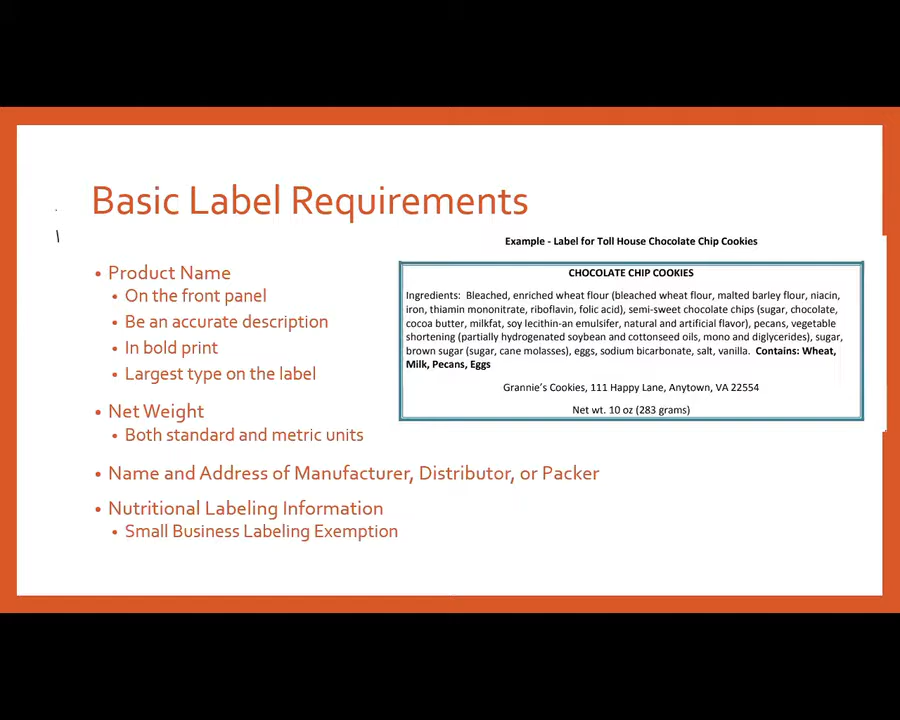 Basic Label Requirements
• Product Name
• On the front panel
• Be an accurate description
• In bold print
• Largest type on the label
• Net Weight
• Both standard and metric units
• Name and Address of Manufacturer, Distributor, or Packer
• Nutritional Labeling Information
• Small Business Labeling Exemption
Example - Label for Toll House Chocolate Chip Cookies
CHOCOLATE CHIP COOKIES
Ingredients: Bleached, enriched wheat flour (bleached wheat flour, malted barley flour, niacin,
iron, thiamin mononitrate, riboflavin, folic acid), semi-sweet chocolate chips (sugar, chocolate,
cocoa butter, milkfat, soy lecithin-an emulsifer, natural and artificial flavor), pecans, vegetable
shortening (partially hydrogenated soybean and cottonseed oils, mono and diglycerides), sugar,
brown sugar (sugar, cane molasses), eggs, sodium bicarbonate, salt, vanilla. Contains: Wheat,
Milk, Pecans, Eggs
Grannie's Cookies, 111 Happy Lane, Anytown, VA 22554
Net wt. 10 oz (283 grams)